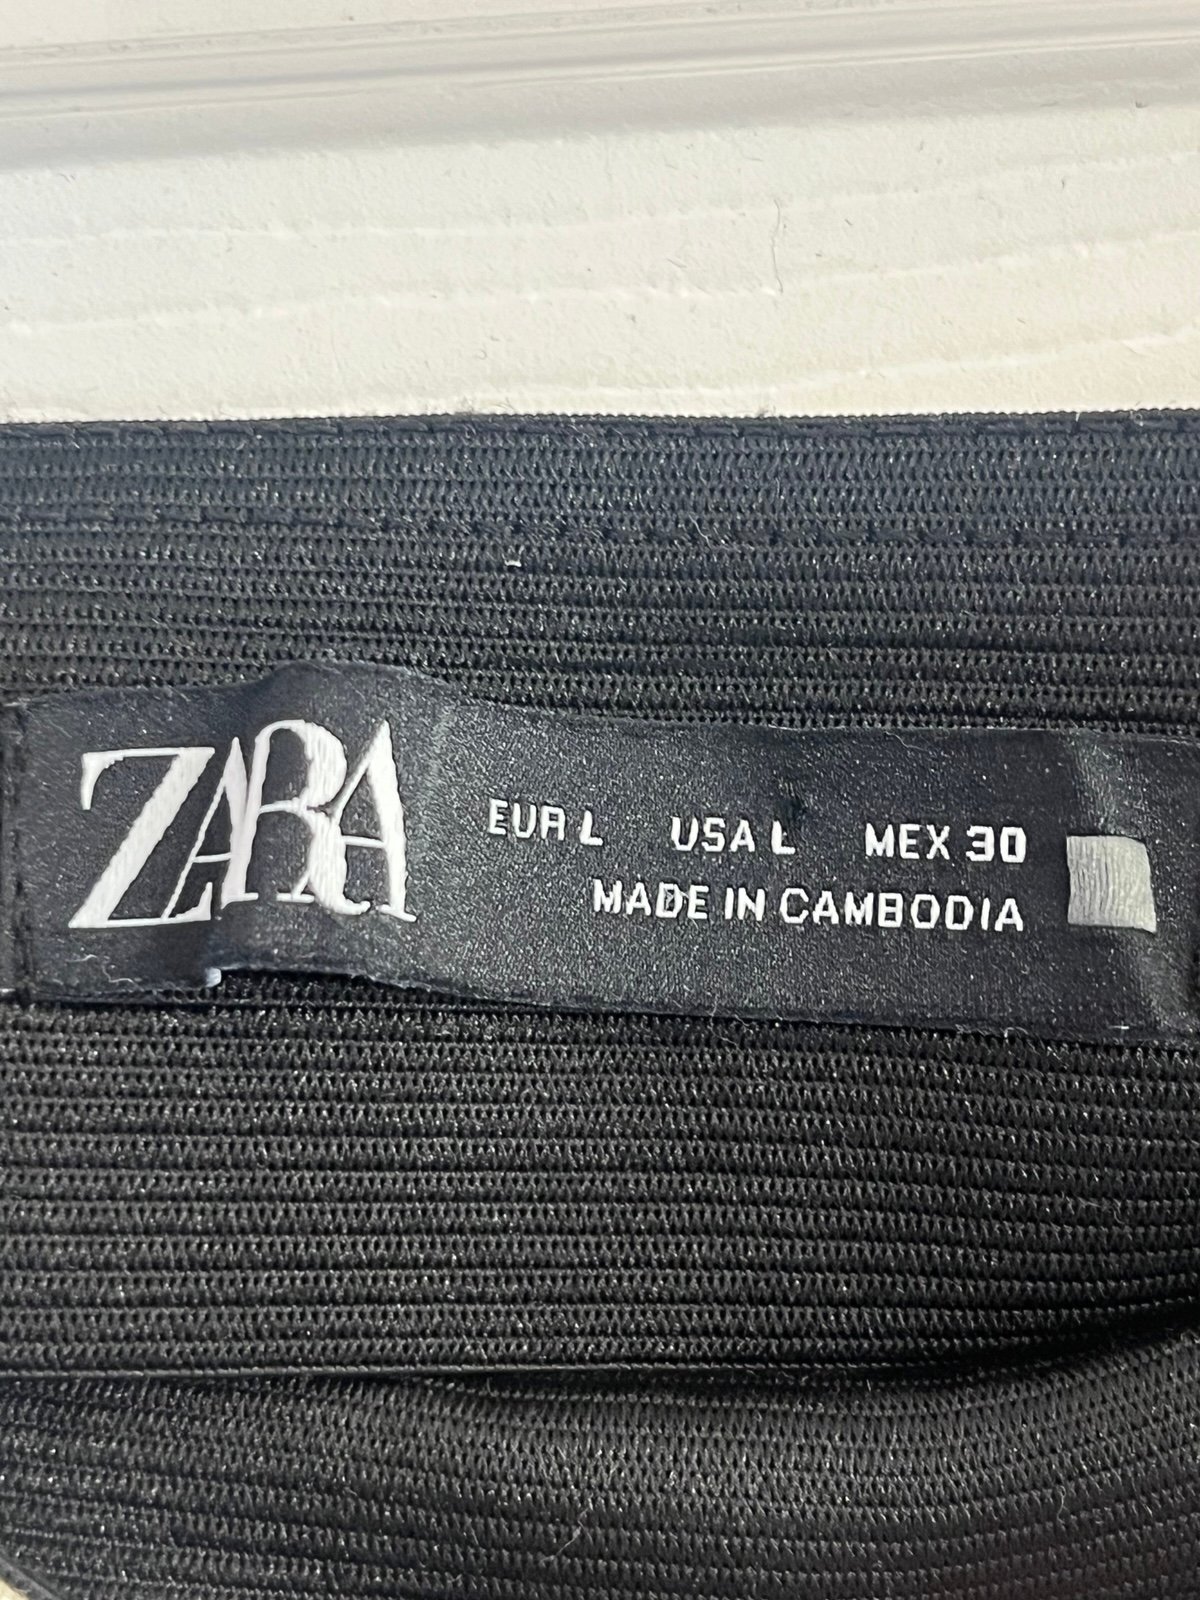 ZARA
EUR L USA L MEX 30
MADE IN CAMBODIA